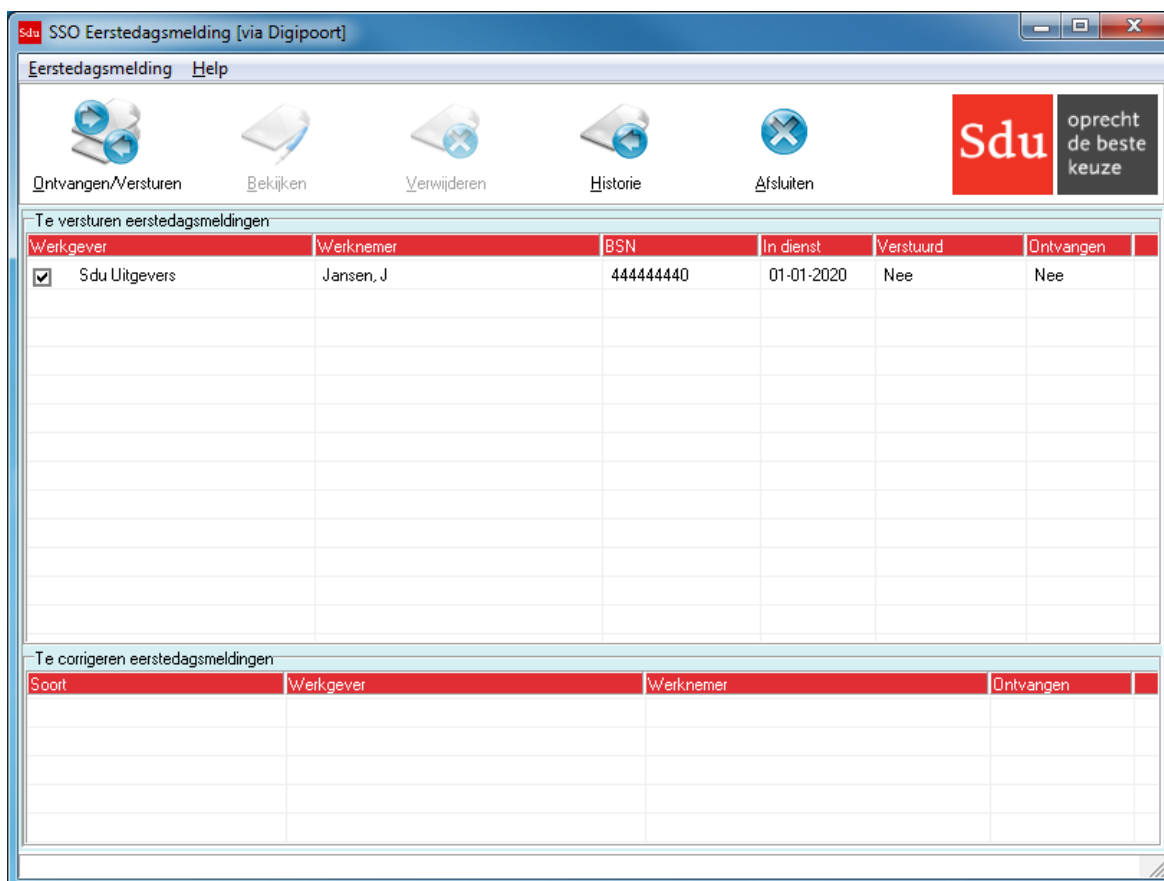 Sdu SSO Eerstedagsmelding [via Digipoort]
Eerstedagsmelding Help
Ontvangen/Versturen Bekijken Verwijderen Historie Afsluiten
Sdu
oprecht
de beste
keuze
Te versturen eerstedagsmeldingen
Werkgever Werknemer BSN In dienst Verstuurd Ontvangen
Sdu Uitgevers Jansen, J 444444440 01-01-2020 Nee Nee
Te corrigeren eerstedagsmeldingen
Soort Werkgever Werknemer Ontvangen